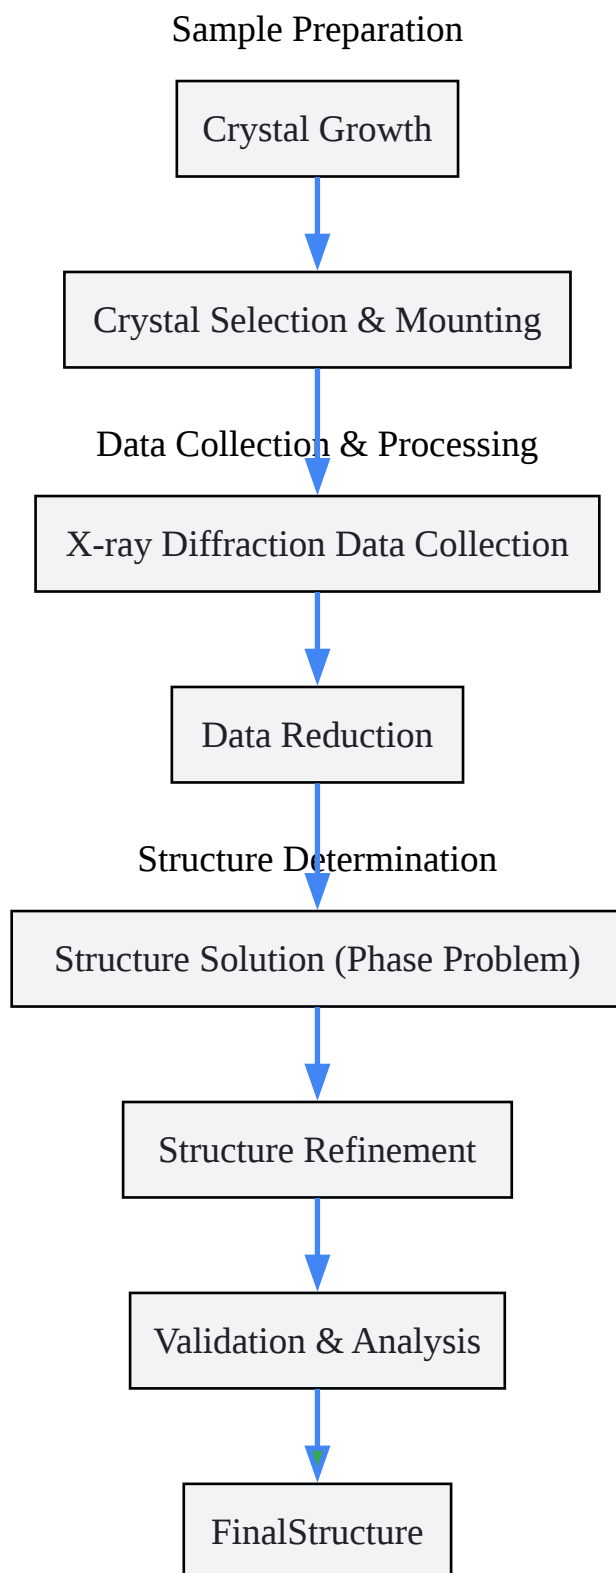 Sample Preparation
Crystal Growth
Crystal Selection & Mounting
Data Collection & Processing
X-ray Diffraction Data Collection
Data Reduction
Structure Determination
Structure Solution (Phase Problem)
Structure Refinement
Validation & Analysis
FinalStructure